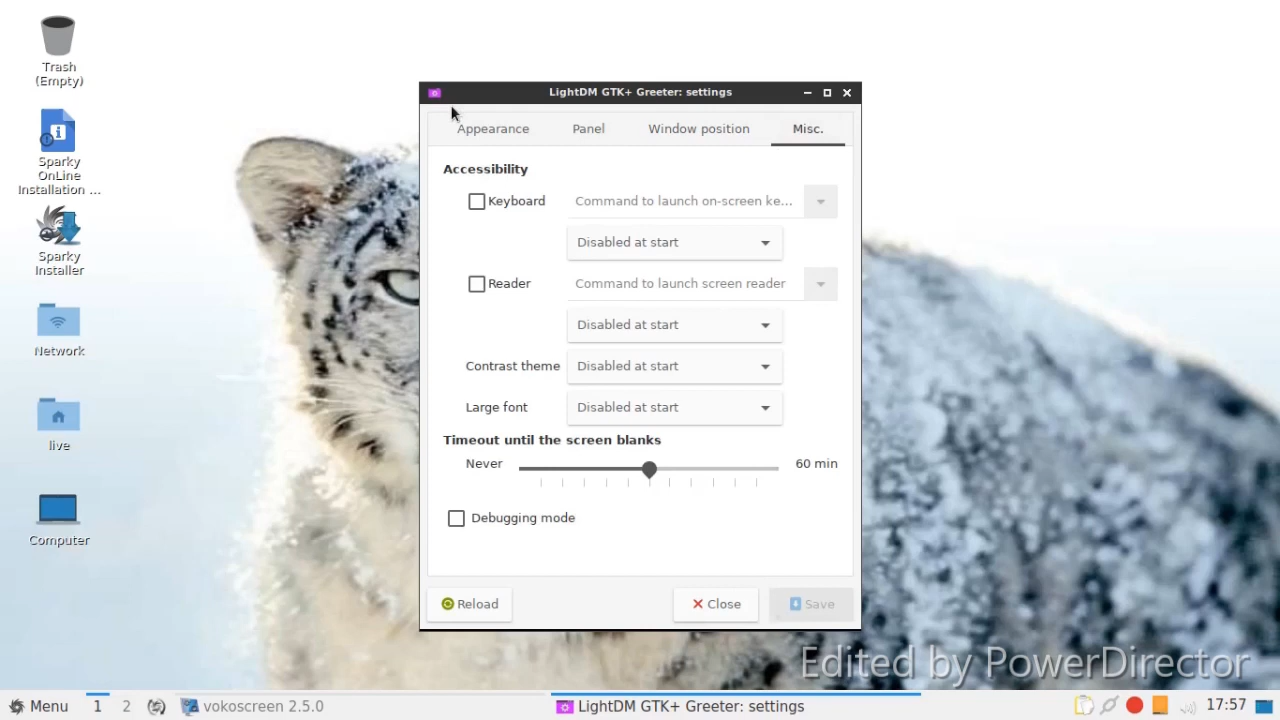 Trash
(Empty)
Sparky
OnLine
Installation ...
Sparky
Installer
Network
live
Computer
LightDM GTK+ Greeter: settings
Appearance
Panel
Window position
Misc.
Accessibility
Keyboard
Command to launch on-screen ke...
Disabled at start
Reader
Command to launch screen reader
Disabled at start
Contrast theme
Disabled at start
Large font
Disabled at start
Timeout until the screen blanks
Never
60 min
Debugging mode
Reload
Close
Save
Edited by PowerDirector
Menu
1
2
vokoscreen 2.5.0
LightDM GTK+ Greeter: settings
17:57